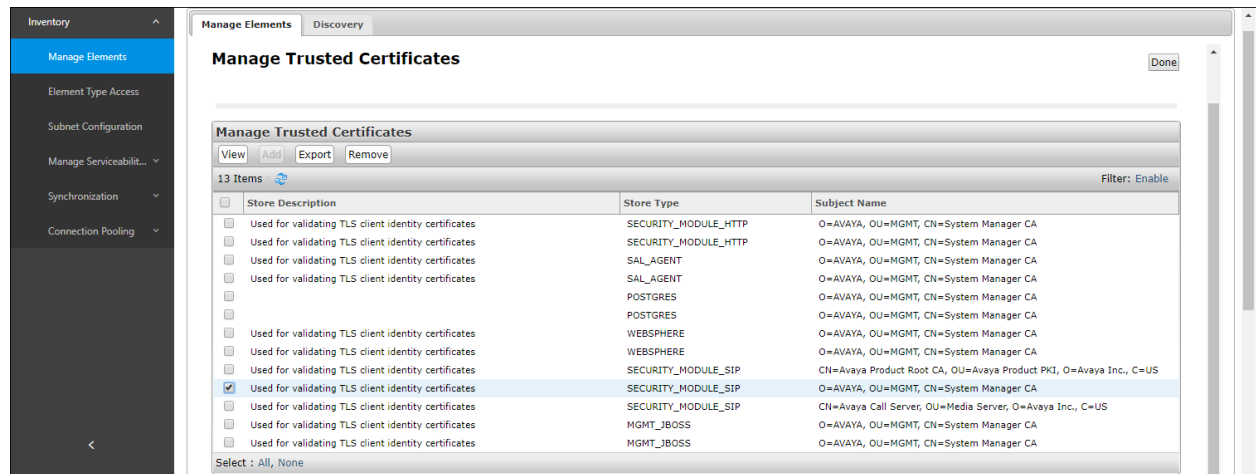 Inventory
Manage Elements
Element Type Access
Subnet Configuration
Manage Serviceabilit...
Synchronization
Connection Pooling
<
Manage Elements Discovery
Manage Trusted Certificates
Done
Manage Trusted Certificates
View Add Export Remove
13 Items Filter: Enable
Store Description Store Type Subject Name
Used for validating TLS client identity certificates SECURITY_MODULE_HTTP O=AVAYA, OU=MGMT, CN=System Manager CA
Used for validating TLS client identity certificates SECURITY_MODULE_HTTP O=AVAYA, OU=MGMT, CN=System Manager CA
Used for validating TLS client identity certificates SAL_AGENT O=AVAYA, OU=MGMT, CN=System Manager CA
Used for validating TLS client identity certificates SAL_AGENT O=AVAYA, OU=MGMT, CN=System Manager CA
POSTGRES O=AVAYA, OU=MGMT, CN=System Manager CA
POSTGRES O=AVAYA, OU=MGMT, CN=System Manager CA
Used for validating TLS client identity certificates WEBSPHERE O=AVAYA, OU=MGMT, CN=System Manager CA
Used for validating TLS client identity certificates WEBSPHERE O=AVAYA, OU=MGMT, CN=System Manager CA
Used for validating TLS client identity certificates SECURITY_MODULE_SIP CN=Avaya Product Root CA, OU=Avaya Product PKI, O=Avaya Inc., C=US
Used for validating TLS client identity certificates SECURITY_MODULE_SIP O=AVAYA, OU=MGMT, CN=System Manager CA
Used for validating TLS client identity certificates SECURITY_MODULE_SIP CN=Avaya Call Server, OU=Media Server, O=Avaya Inc., C=US
Used for validating TLS client identity certificates MGMT_JBOSS O=AVAYA, OU=MGMT, CN=System Manager CA
Used for validating TLS client identity certificates MGMT_JBOSS O=AVAYA, OU=MGMT, CN=System Manager CA
Select : All, None